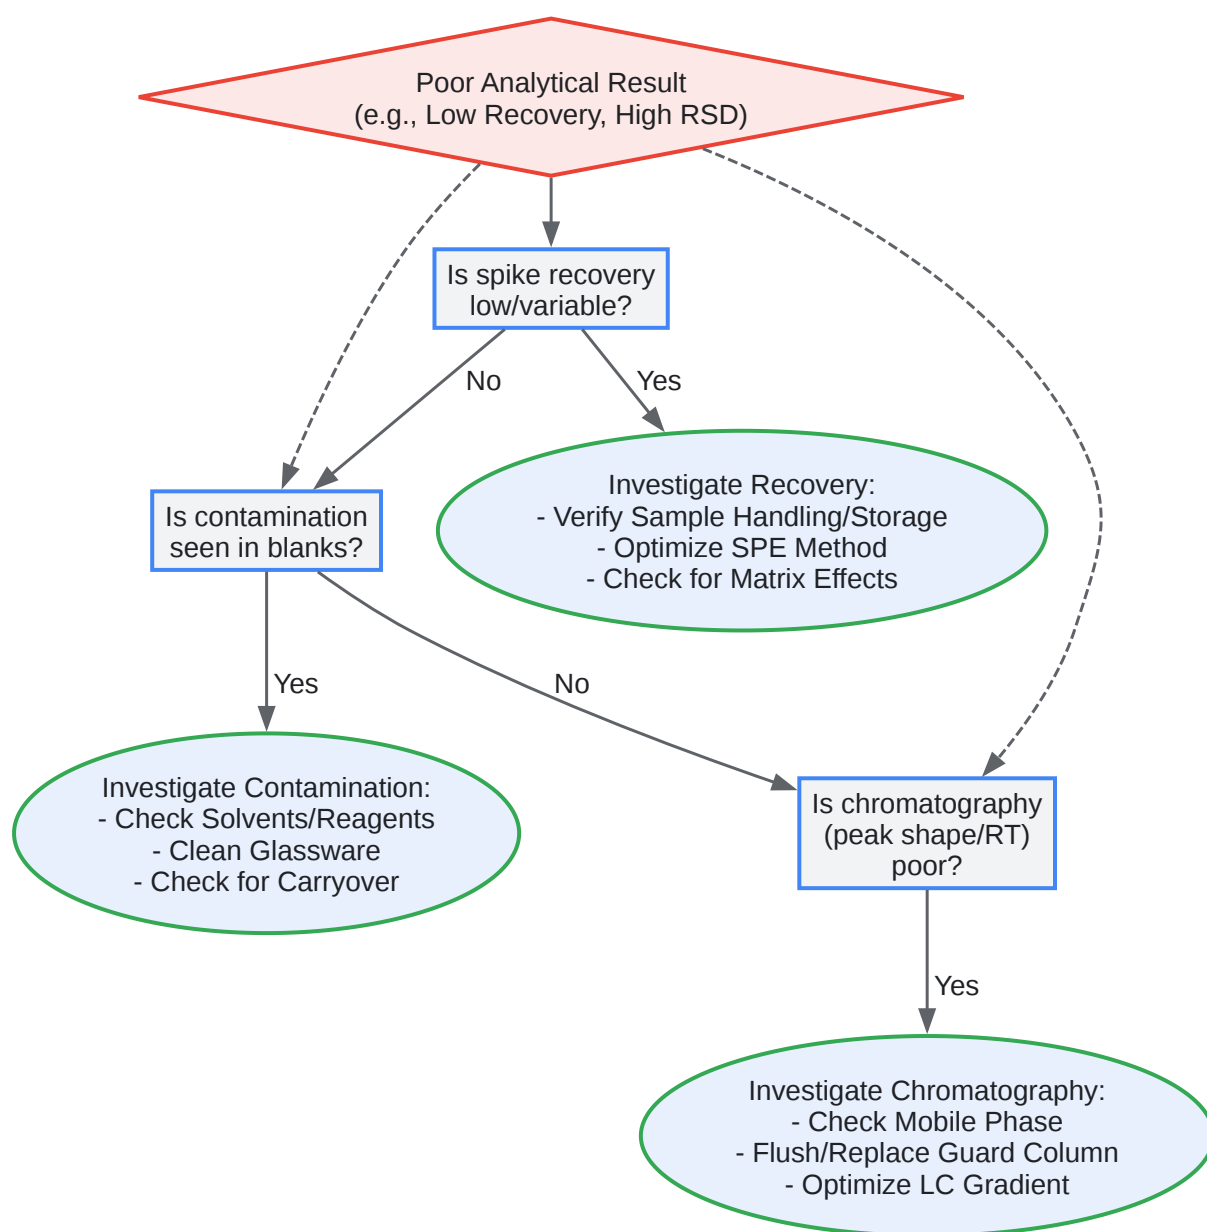 Poor Analytical Result
(e.g., Low Recovery, High RSD)
Is spike recovery
low/variable?
No
Yes
Is contamination
seen in blanks?
Investigate Recovery:
- Verify Sample Handling/Storage
- Optimize SPE Method
- Check for Matrix Effects
Yes
No
Investigate Contamination:
- Check Solvents/Reagents
- Clean Glassware
- Check for Carryover
Is chromatography
(peak shape/RT)
poor?
Yes
Investigate Chromatography:
- Check Mobile Phase
- Flush/Replace Guard Column
- Optimize LC Gradient